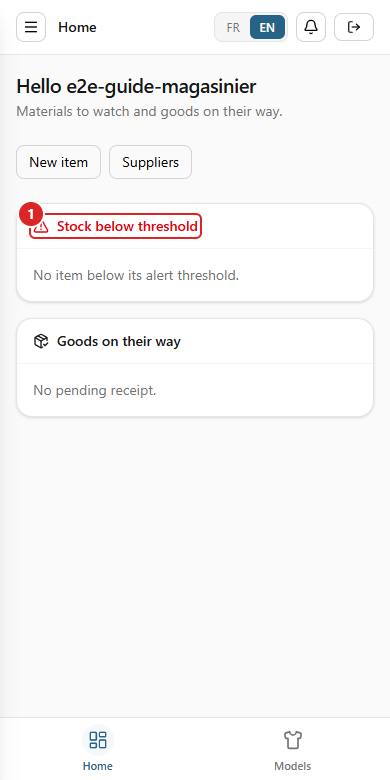 Home
FR EN
Hello e2e-guide-magasinier
Materials to watch and goods on their way.
New item
Suppliers
1
Stock below threshold
No item below its alert threshold.
Goods on their way
No pending receipt.
Home
Models